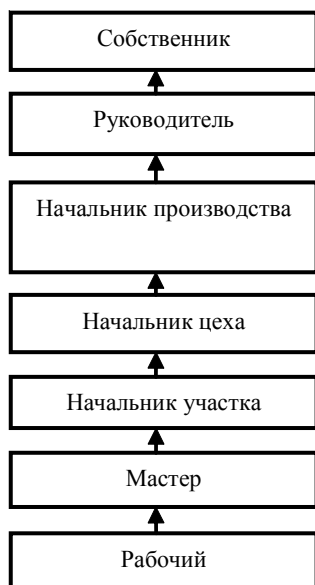 Собственник
Руководитель
Начальник производства
Начальник цеха
Начальник участка
Мастер
Рабочий